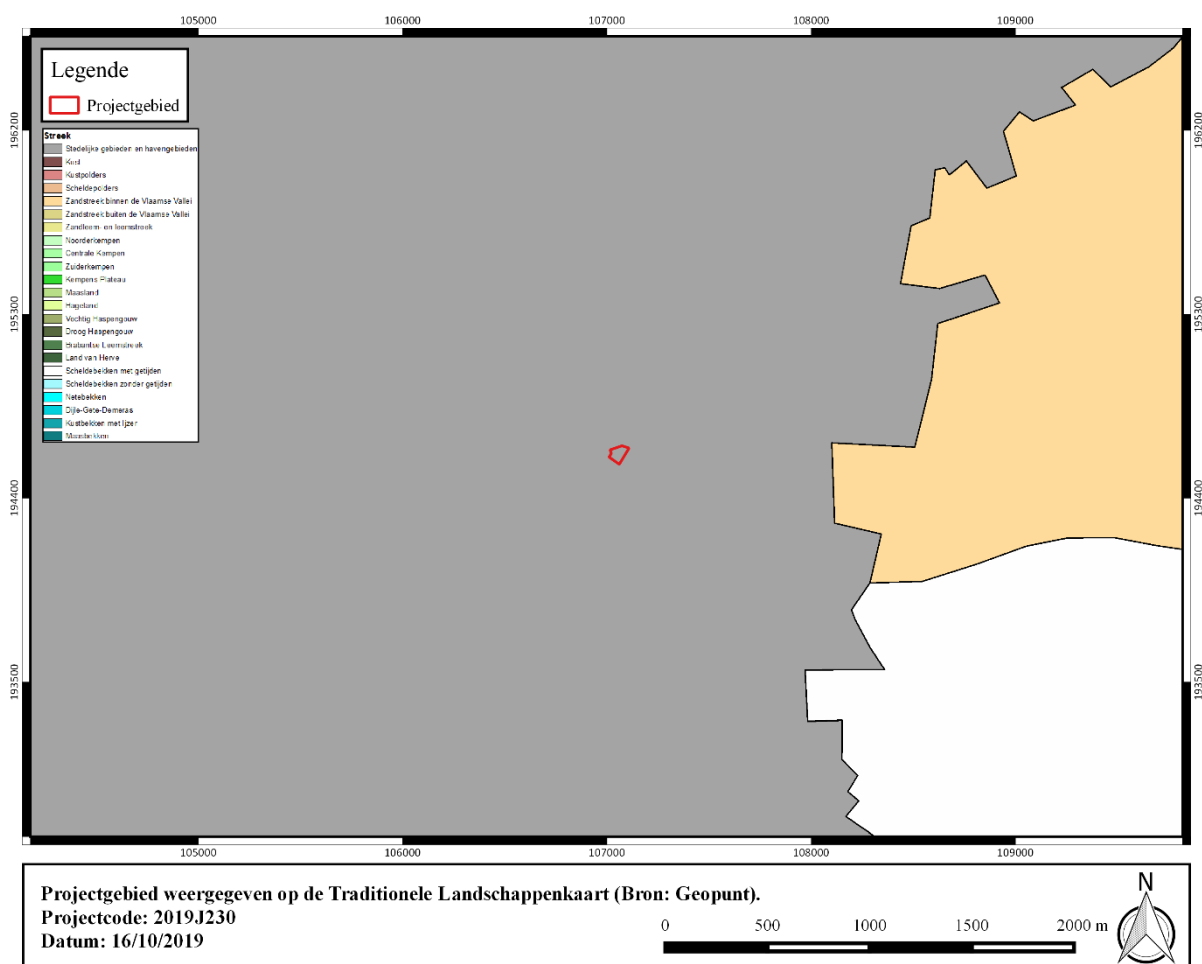 105000 106000 107000 108000 109000
Legende
Projectgebied
Streek
Stedelijke gebieden en havengebieden
Kust
Kustpolders
Scheldepolders
Zandstreek binnen de Vlaamse Vallei
Zandstreek buiten de Vlaamse Vallei
Zandleem- en leemstreek
Noorderkempen
Centrale Kempen
Zuiderkempen
Kempens Plateau
Maasland
Hageland
Vochtig Haspengouw
Droog Haspengouw
Brabantse Leemstreek
Land van Herve
Scheldebekken met getijden
Scheldebekken zonder getijden
Netebekken
Dijle-Gete-Demeras
Kustbekken met Ijzer
Maasbekken
196200
195300
194400
193500
196200
195300
194400
193500
105000 106000 107000 108000 109000
Projectgebied weergegeven op de Traditionele Landschappenkaart (Bron: Geopunt).
Projectcode: 2019J230
Datum: 16/10/2019
0 500 1000 1500 2000 m
N